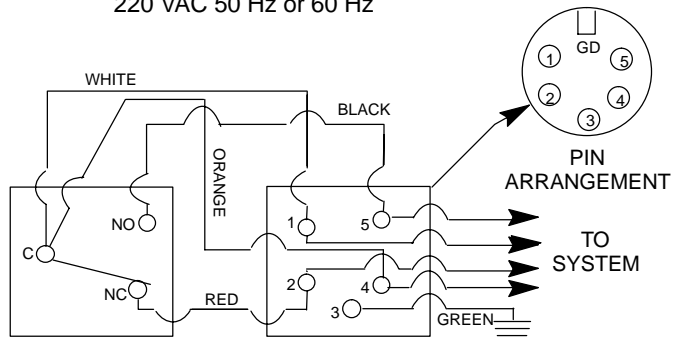 220 VAC 50 Hz or 60 Hz
GD
1
5
2
4
3
PIN
ARRANGEMENT
WHITE
BLACK
ORANGE
NO
C
NC
RED
1
5
2
4
3
GREEN
TO
SYSTEM